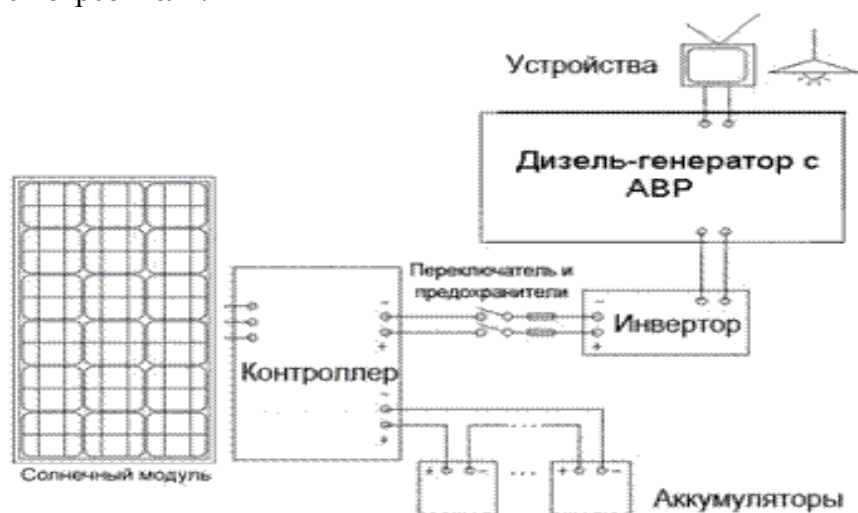 Устройства
Дизель-генератор с
АВР
Переключатель и
предохранители
Инвертор
Контроллер
Солнечный модуль
Аккумуляторы